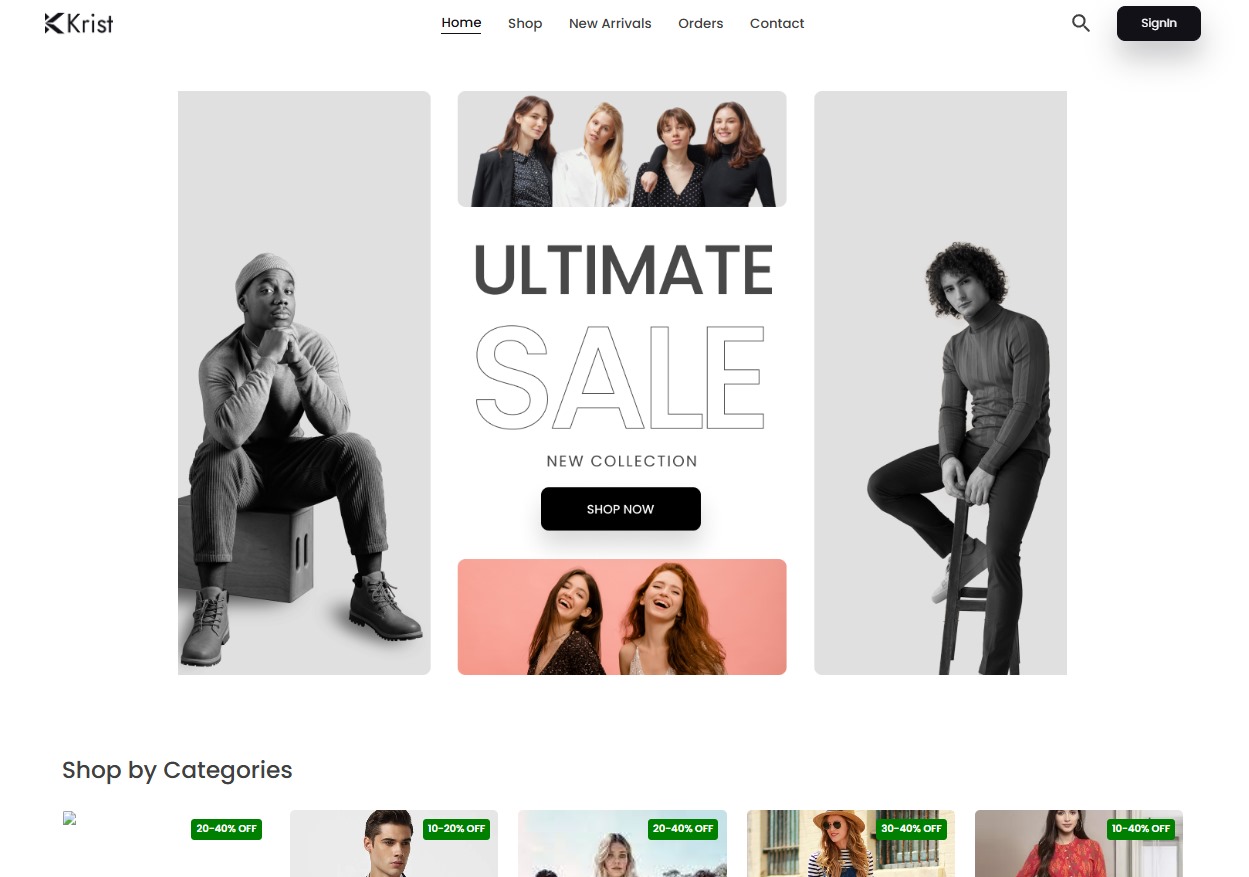 Krist
Home Shop New Arrivals Orders Contact
SignIn
ULTIMATE
SALE
NEW COLLECTION
SHOP NOW
Shop by Categories
20-40% OFF
10-20% OFF
20-40% OFF
30-40% OFF
10-40% OFF